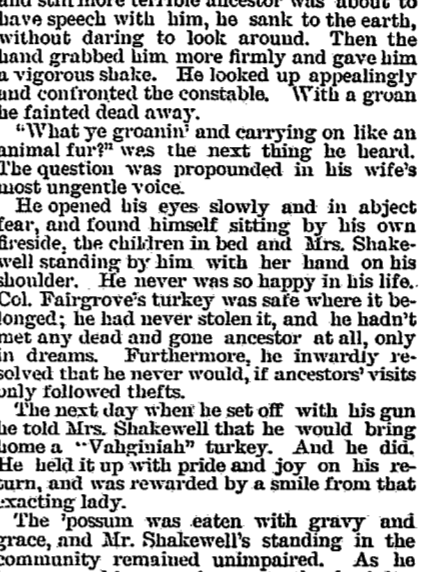 and still more terrible ancestor was about to
have speech with him, he sank to the earth,
without daring to look around. Then the
hand grabbed him more firmly and gave him
a vigorous shake. He looked up appealingly
and confronted the constable. With a groan
he fainted dead away.
"What ye groanin' and carrying on like an
animal fur?" was the next thing he heard.
The question was propounded in his wife's
most ungentle voice.
He opened his eyes slowly and in abject
fear, and found himself sitting by his own
fireside, the children in bed and Mrs. Shake-
well standing by him with her hand on his
shoulder. He never was so happy in his life.
Col. Fairgrove's turkey was safe where it be-
longed; he had never stolen it, and he hadn't
met any dead and gone ancestor at all, only
in dreams. Furthermore, he inwardly re-
solved that he never would, if ancestors' visits
only followed thefts.
The next day when he set off with his gun
he told Mrs. Shakewell that he would bring
home a "Vahginiah" turkey. And he did.
He held it up with pride and joy on his re-
turn, and was rewarded by a smile from that
exacting lady.
The 'possum was eaten with gravy and
grace, and Mr. Shakewell's standing in the
community remained unimpaired. As he